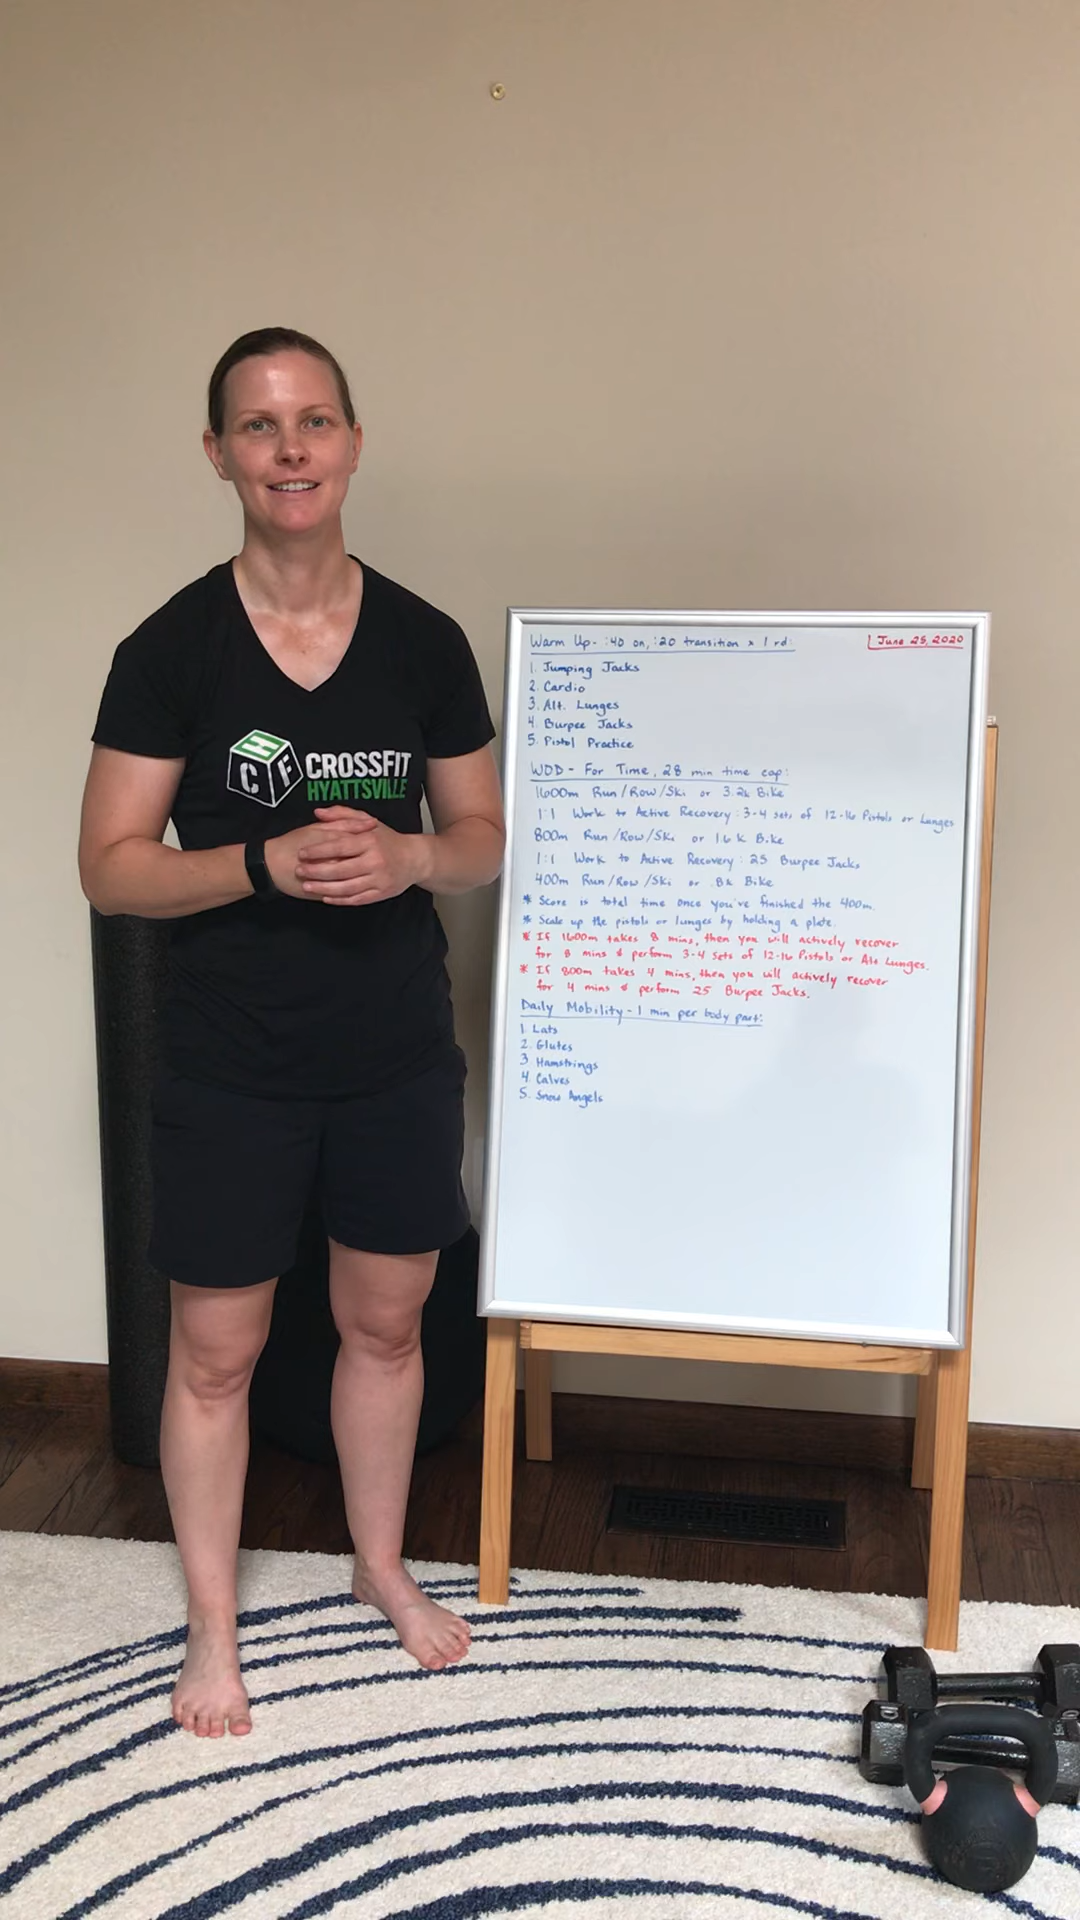 H
C F
CROSSFIT
HYATTSVILLE
Warm Up - :40 on, :20 transition x 1 rd:
June 25, 2020
1. Jumping Jacks
2. Cardio
3. Alt. Lunges
4. Burpee Jacks
5. Pistol Practice
WOD - For Time, 28 min time cap:
1600m Run/Row/Ski or 3.2k Bike
1:1 Work to Active Recovery: 3-4 sets of 12-16 Pistols or Lunges
800m Run/Row/Ski or 1.6k Bike
1:1 Work to Active Recovery: 25 Burpee Jacks
400m Run/Row/Ski or .8k Bike
* Score is total time once you've finished the 400m.
* Scale up the pistols or lunges by holding a plate.
* If 1600m takes 8 mins, then you will actively recover
for 8 mins & perform 3-4 sets of 12-16 Pistols or Alt Lunges.
* If 800m takes 4 mins, then you will actively recover
for 4 mins & perform 25 Burpee Jacks.
Daily Mobility - 1 min per body part:
1. Lats
2. Glutes
3. Hamstrings
4. Calves
5. Snow Angels